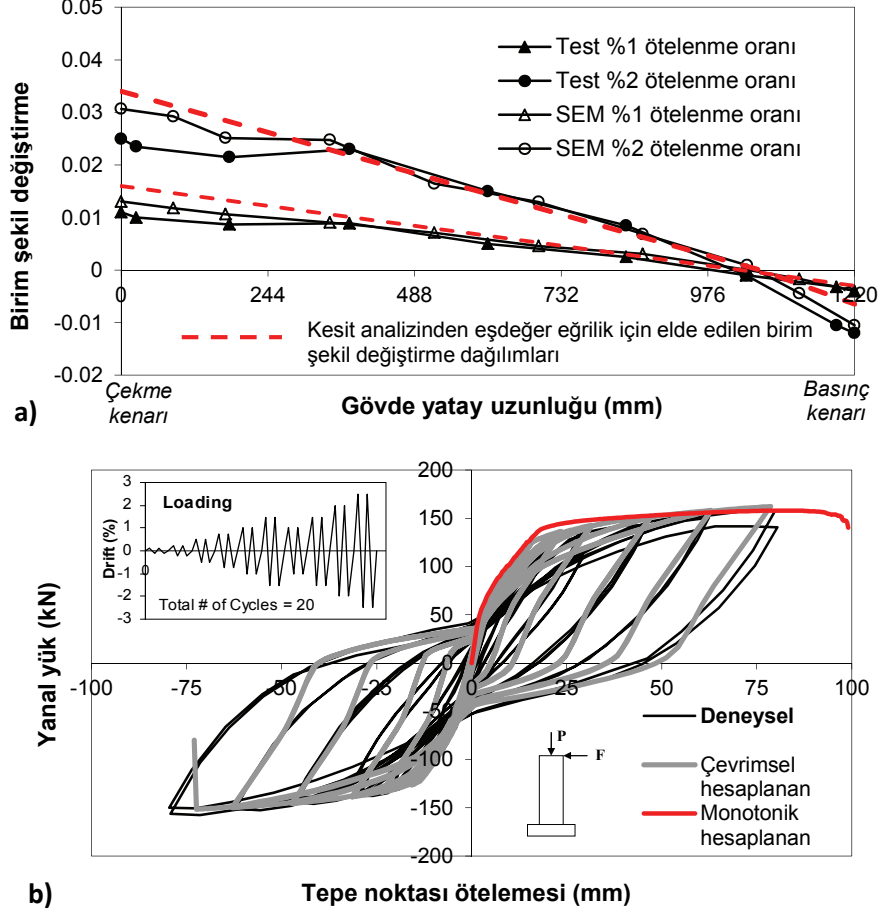 0.05
0.04
0.03
0.02
0.01
0
-0.01
-0.02
Birim şekil değiştirme
Test %1 ötelenme oranı
Test %2 ötelenme oranı
SEM %1 ötelenme oranı
SEM %2 ötelenme oranı
0 244 488 732 976 1220
Kesit analizinden eşdeğer eğrilik için elde edilen birim
şekil değiştirme dağılımları
Çekme
kenarı
Basınç
kenarı
Gövde yatay uzunluğu (mm)
a)
200
150
100
50
0
-50
-100
-150
-200
Yanal yük (kN)
3
2
1
0
-1
-2
-3
Drift (%)
0
Loading
Total # of Cycles = 20
-100 -75 -50 -25 0 25 50 75 100
P
F
Deneysel
Çevrimsel
hesaplanan
Monotonik
hesaplanan
b)
Tepe noktası ötelemesi (mm)